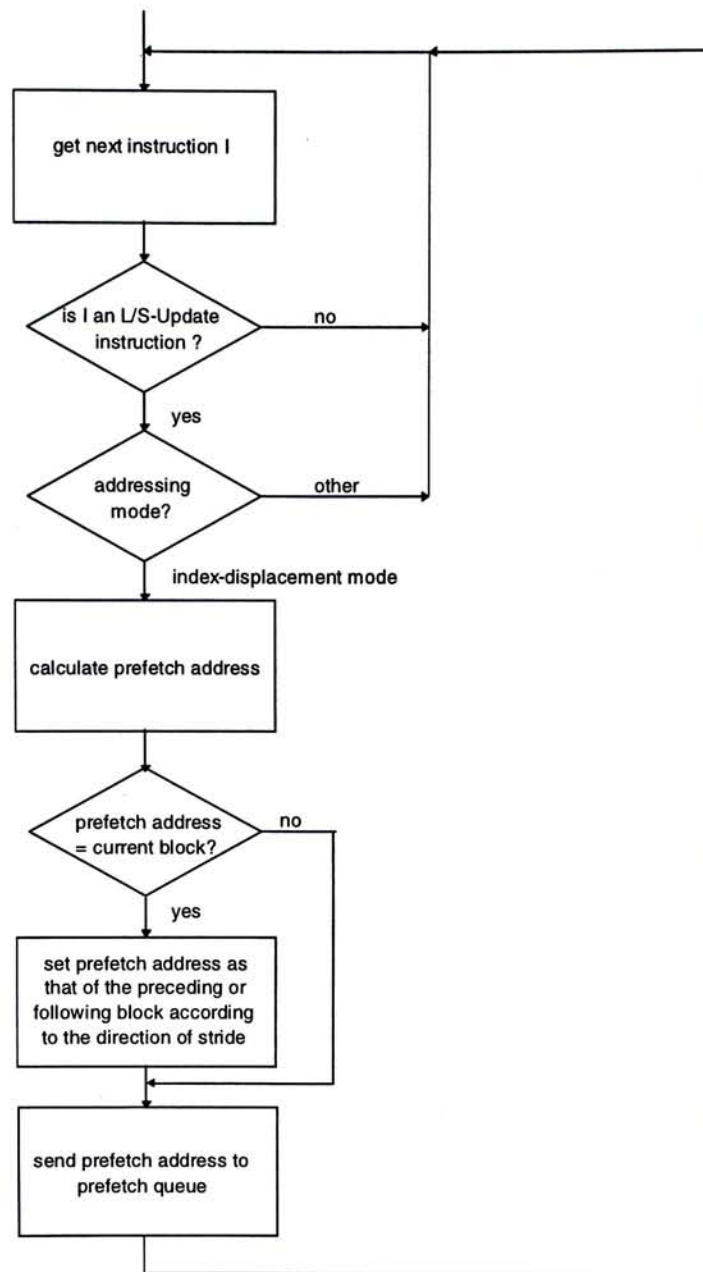 get next instruction I
is I an L/S-Update
instruction ?
no
yes
addressing
mode?
other
index-displacement mode
calculate prefetch address
prefetch address
= current block?
no
yes
set prefetch address as
that of the preceding or
following block according
to the direction of stride
send prefetch address to
prefetch queue